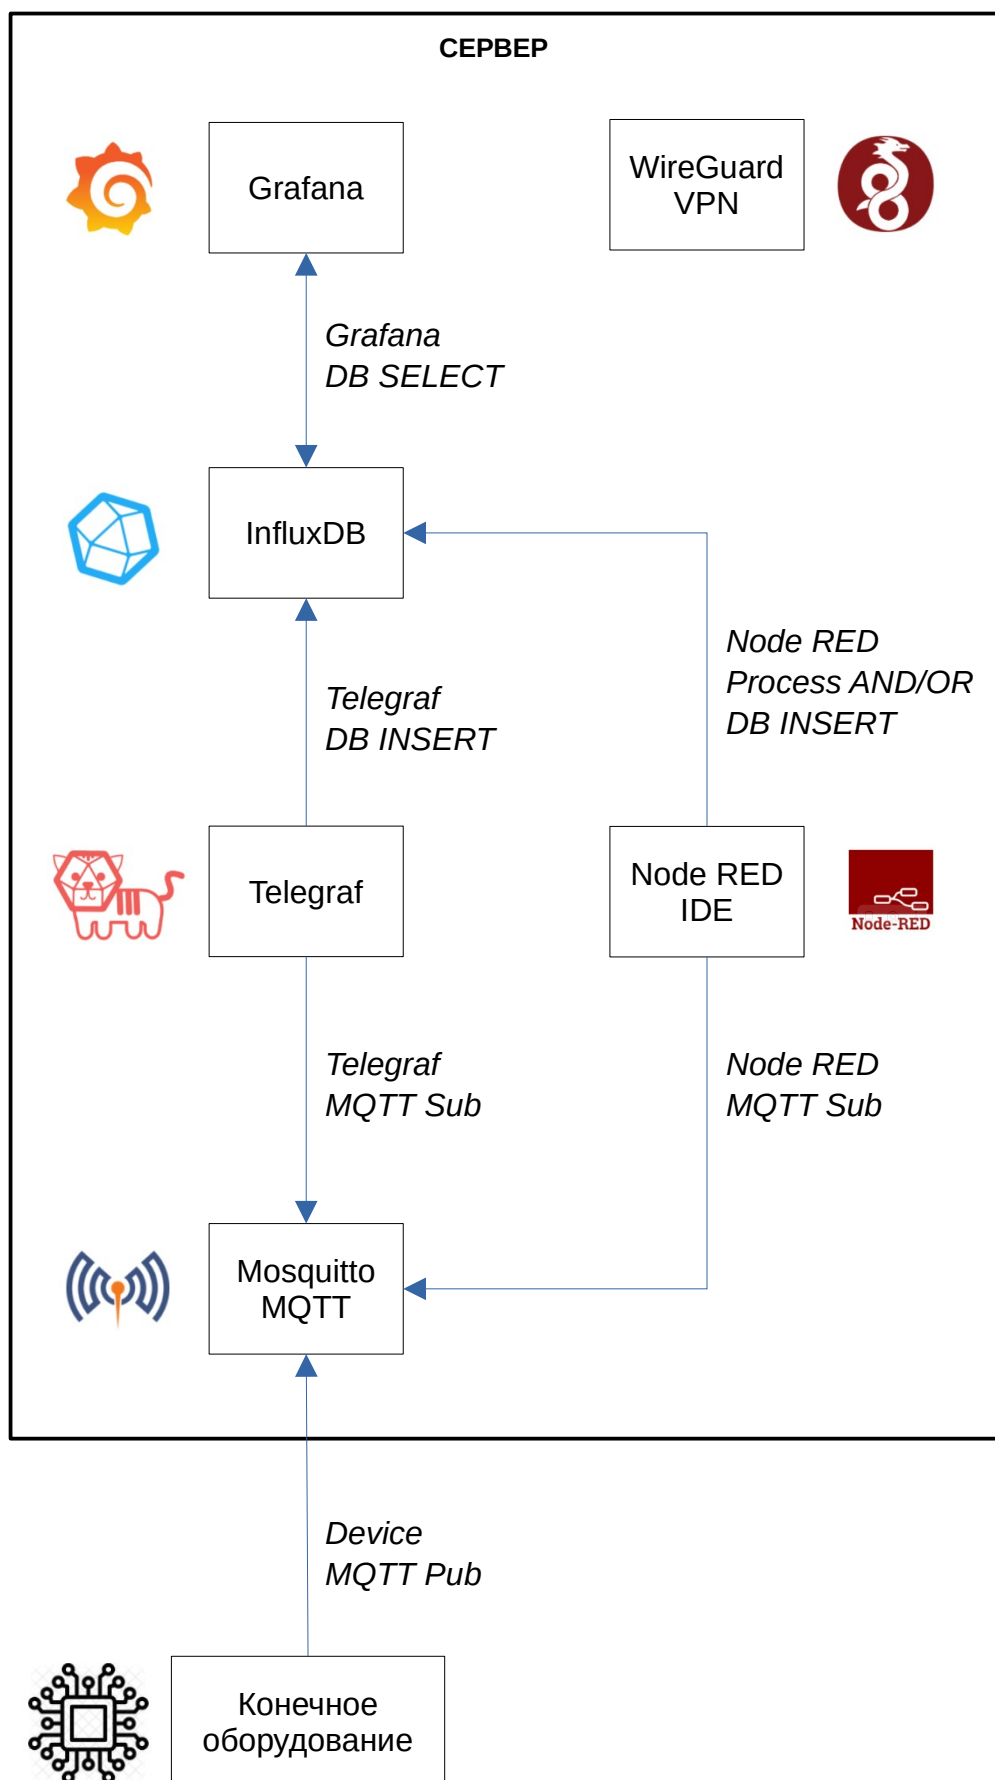 СЕРВЕР
Grafana
WireGuard
VPN
Grafana
DB SELECT
InfluxDB
Node RED
Process AND/OR
DB INSERT
Telegraf
DB INSERT
Telegraf
Node RED
IDE
Node-RED
Telegraf
MQTT Sub
Node RED
MQTT Sub
Mosquitto
MQTT
Device
MQTT Pub
Конечное
оборудование